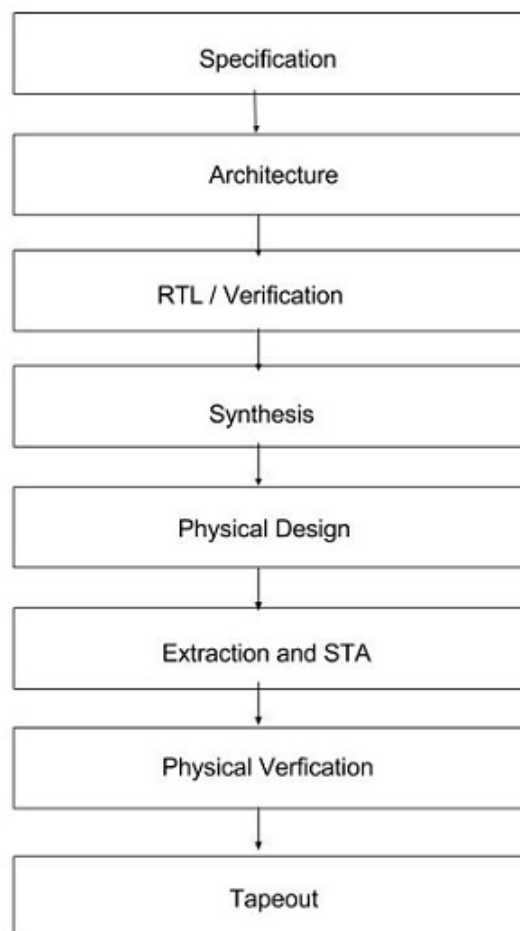 Specification
Architecture
RTL / Verification
Synthesis
Physical Design
Extraction and STA
Physical Verfication
Tapeout